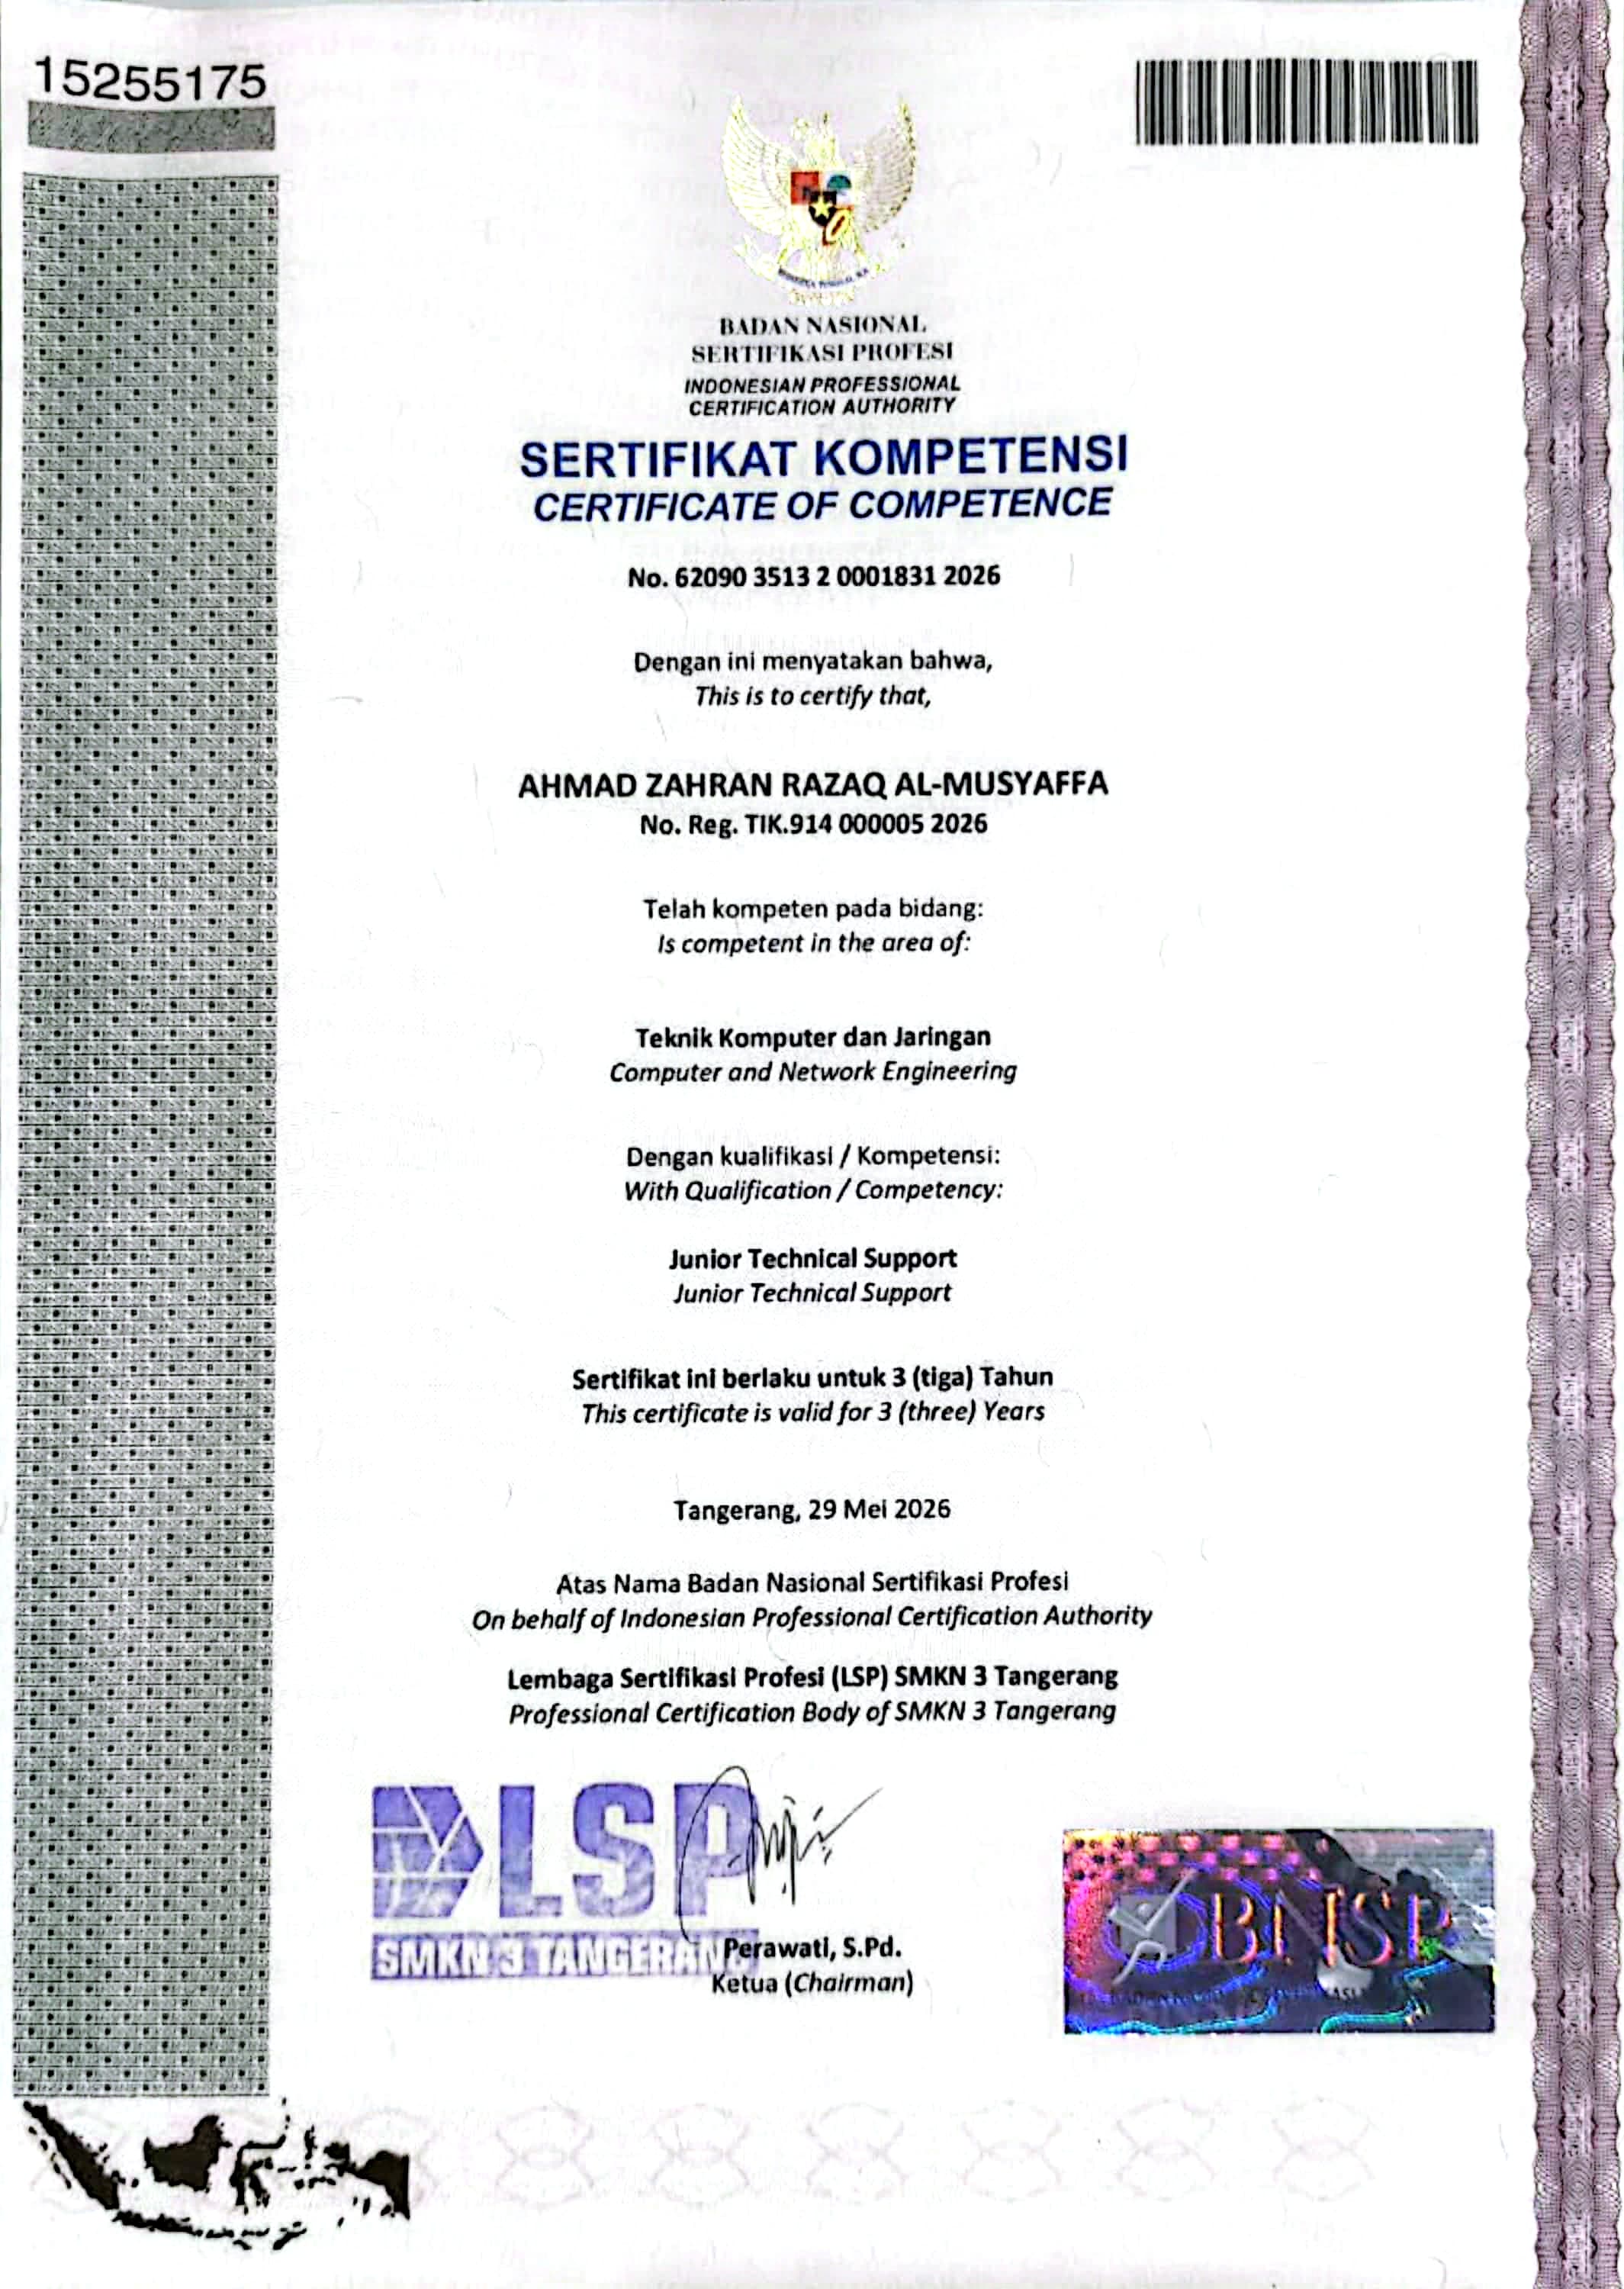 15255175
BADAN NASIONAL
SERTIFIKASI PROFESI
INDONESIAN PROFESSIONAL
CERTIFICATION AUTHORITY
SERTIFIKAT KOMPETENSI
CERTIFICATE OF COMPETENCE
No. 62090 3513 2 0001831 2026
Dengan ini menyatakan bahwa,
This is to certify that,
AHMAD ZAHRAN RAZAQ AL-MUSYAFFA
No. Reg. TIK.914 000005 2026
Telah kompeten pada bidang:
Is competent in the area of:
Teknik Komputer dan Jaringan
Computer and Network Engineering
Dengan kualifikasi / Kompetensi:
With Qualification / Competency:
Junior Technical Support
Junior Technical Support
Sertifikat ini berlaku untuk 3 (tiga) Tahun
This certificate is valid for 3 (three) Years
Tangerang, 29 Mei 2026
Atas Nama Badan Nasional Sertifikasi Profesi
On behalf of Indonesian Professional Certification Authority
Lembaga Sertifikasi Profesi (LSP) SMKN 3 Tangerang
Professional Certification Body of SMKN 3 Tangerang
LSP
SMKN 3 TANGERANG
Perawati, S.Pd.
Ketua (Chairman)
BNSP